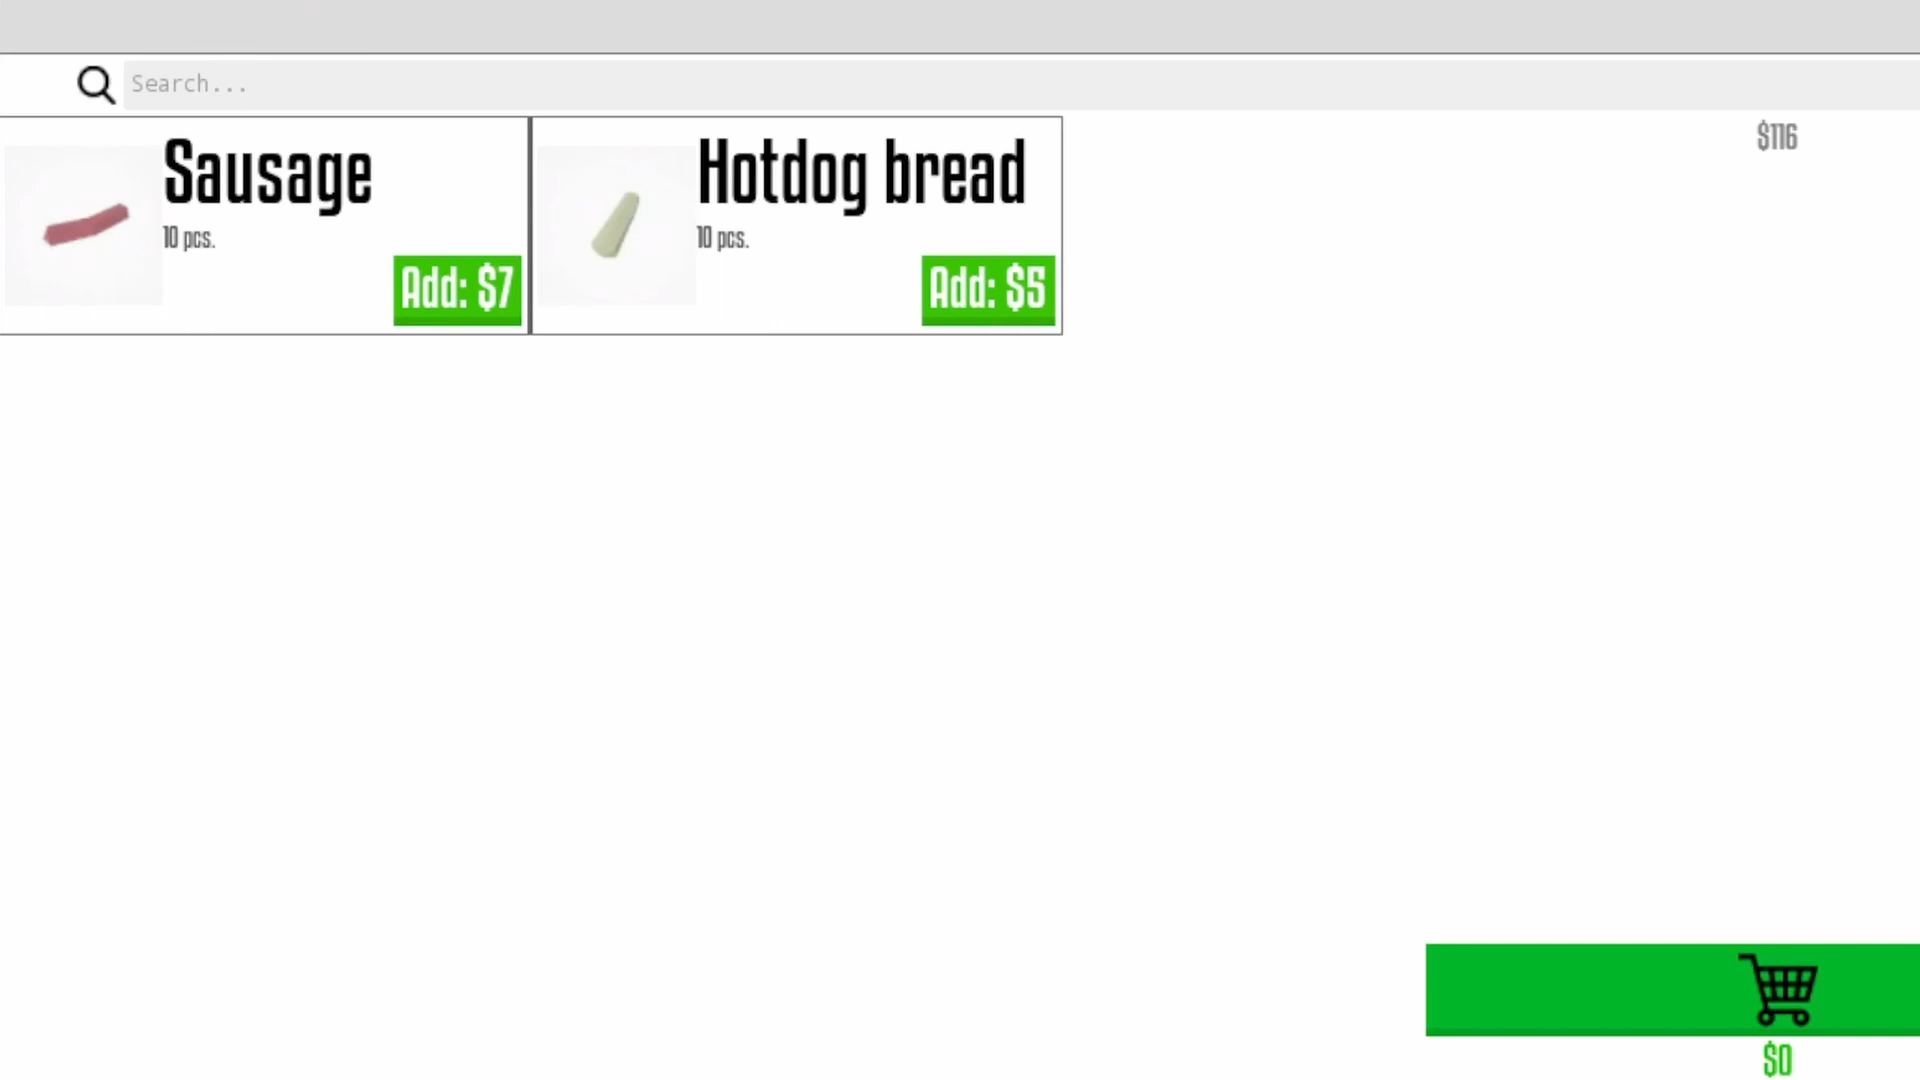 Search...
$116
Sausage
10 pcs.
Add: $7
Hotdog bread
10 pcs.
Add: $5
$0